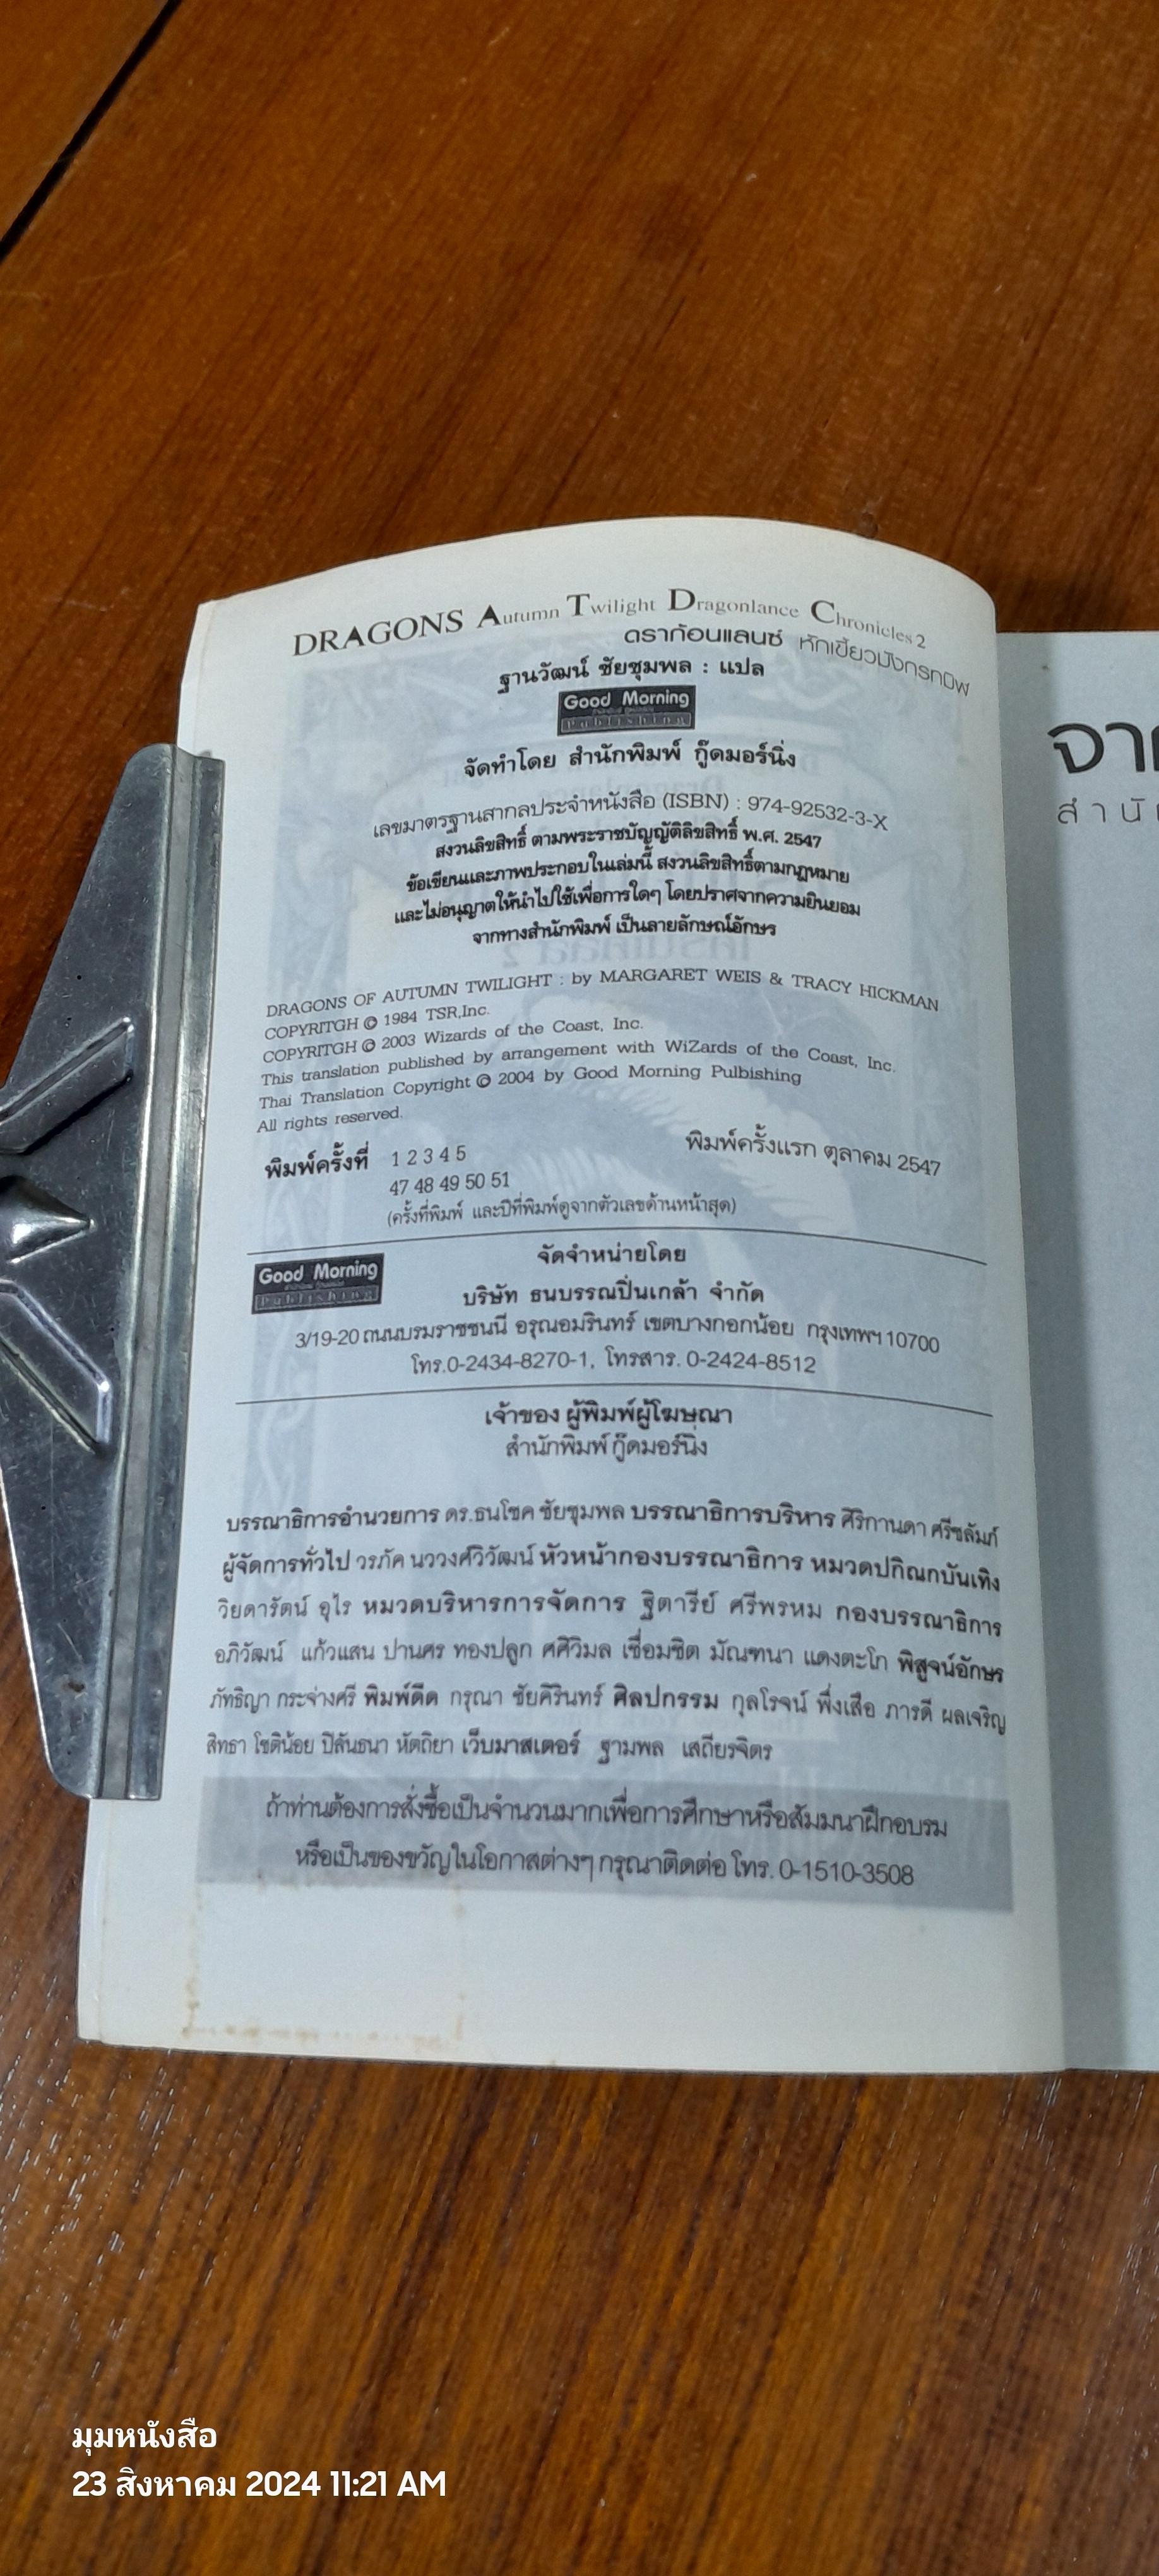 DRAGONS Autumn Twilight Dragonlance Chronicles 2
ดราก้อนแลนซ์ หักเขี้ยวมังกรทมิฬ
ฐานวัฒน์ ชัยชุมพล : แปล
Good Morning
Publishing
จัดทำโดย สำนักพิมพ์ กู๊ดมอร์นิ่ง
เลขมาตรฐานสากลประจำหนังสือ (ISBN) : 974-92532-3-X
สงวนลิขสิทธิ์ ตามพระราชบัญญัติลิขสิทธิ์ พ.ศ. 2547
ข้อเขียนและภาพประกอบในเล่มนี้ สงวนลิขสิทธิ์ตามกฎหมาย
และไม่อนุญาตให้นำไปใช้เพื่อการใดๆ โดยปราศจากความยินยอม
จากทางสำนักพิมพ์ เป็นลายลักษณ์อักษร
DRAGONS OF AUTUMN TWILIGHT : by MARGARET WEIS & TRACY HICKMAN
COPYRITGH © 1984 TSR,Inc.
COPYRITGH © 2003 Wizards of the Coast, Inc.
This translation published by arrangement with WiZards of the Coast, Inc.
Thai Translation Copyright © 2004 by Good Morning Pulbishing
All rights reserved.
พิมพ์ครั้งที่ 1 2 3 4 5 พิมพ์ครั้งแรก ตุลาคม 2547
47 48 49 50 51
(ครั้งที่พิมพ์ และปีที่พิมพ์ดูจากตัวเลขด้านหน้าสุด)
Good Morning
Publishing
จัดจำหน่ายโดย
บริษัท ธนบรรณปิ่นเกล้า จำกัด
3/19-20 ถนนบรมราชชนนี อรุณอมรินทร์ เขตบางกอกน้อย กรุงเทพฯ 10700
โทร.0-2434-8270-1, โทรสาร. 0-2424-8512
เจ้าของ ผู้พิมพ์ผู้โฆษณา
สำนักพิมพ์ กู๊ดมอร์นิ่ง
บรรณาธิการอำนวยการ ดร.ธนโชค ชัยชุมพล บรรณาธิการบริหาร ศิริกานดา ศรีชลัมภ์
ผู้จัดการทั่วไป วรภัค นววงศ์วิวัฒน์ หัวหน้ากองบรรณาธิการ หมวดปกิณกบันเทิง
วิยดารัตน์ อุไร หมวดบริหารการจัดการ ฐิตารีย์ ศรีพรหม กองบรรณาธิการ
อภิวัฒน์ แก้วแสน ปานศร ทองปลูก ศศิวิมล เชื่อมชิต มัณฑนา แดงตะโก พิสูจน์อักษร
ภัทธิญา กระจ่างศรี พิมพ์ดีด กรุณา ชัยคิรินทร์ ศิลปกรรม กุลโรจน์ พึ่งเสือ ภารดี ผลเจริญ
สิทธา โชติน้อย ปิลันธนา หัตถิยา เว็บมาสเตอร์ ฐามพล เสถียรจิตร
ถ้าท่านต้องการสั่งซื้อเป็นจำนวนมากเพื่อการศึกษาหรือสัมมนาฝึกอบรม
หรือเป็นของขวัญในโอกาสต่างๆ กรุณาติดต่อ โทร. 0-1510-3508
มุมหนังสือ
23 สิงหาคม 2024 11:21 AM